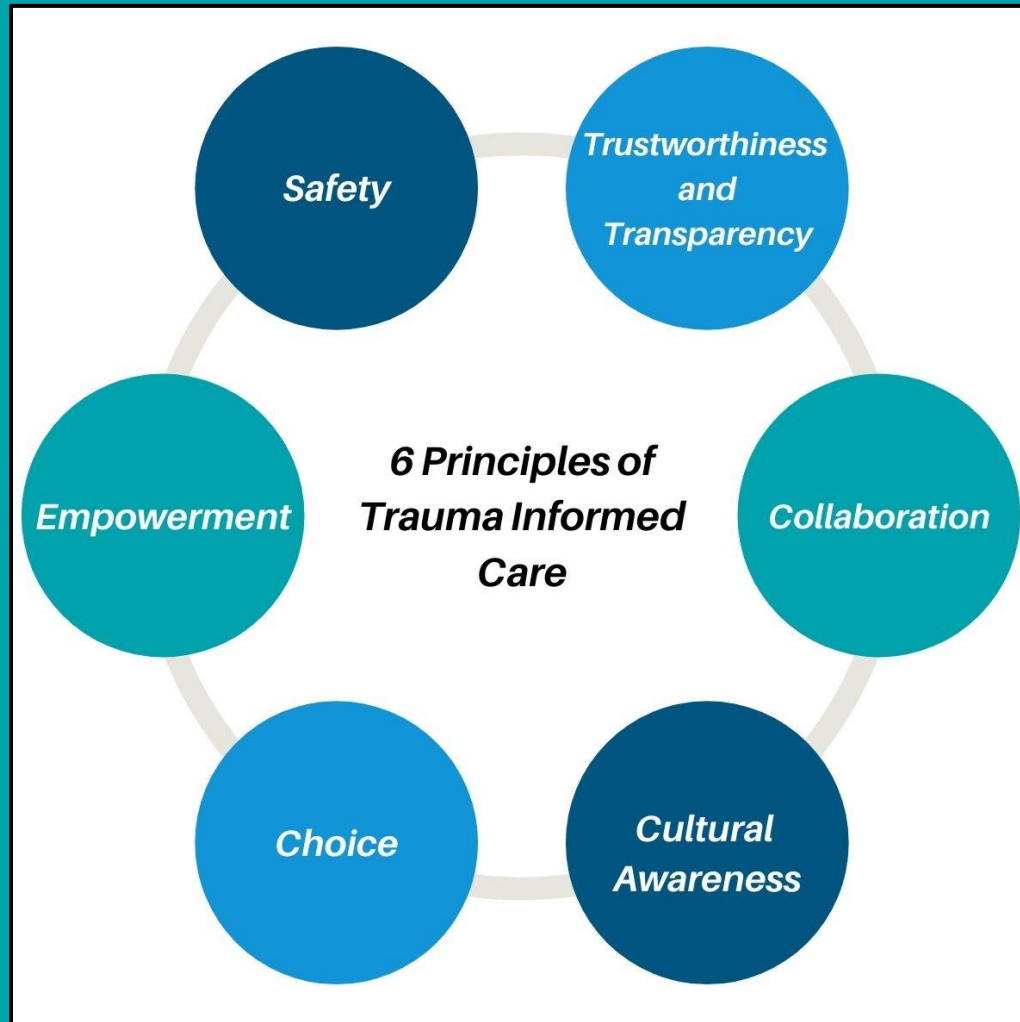 Safety
Trustworthiness
and
Transparency
Empowerment
6 Principles of
Trauma Informed
Care
Collaboration
Choice
Cultural
Awareness